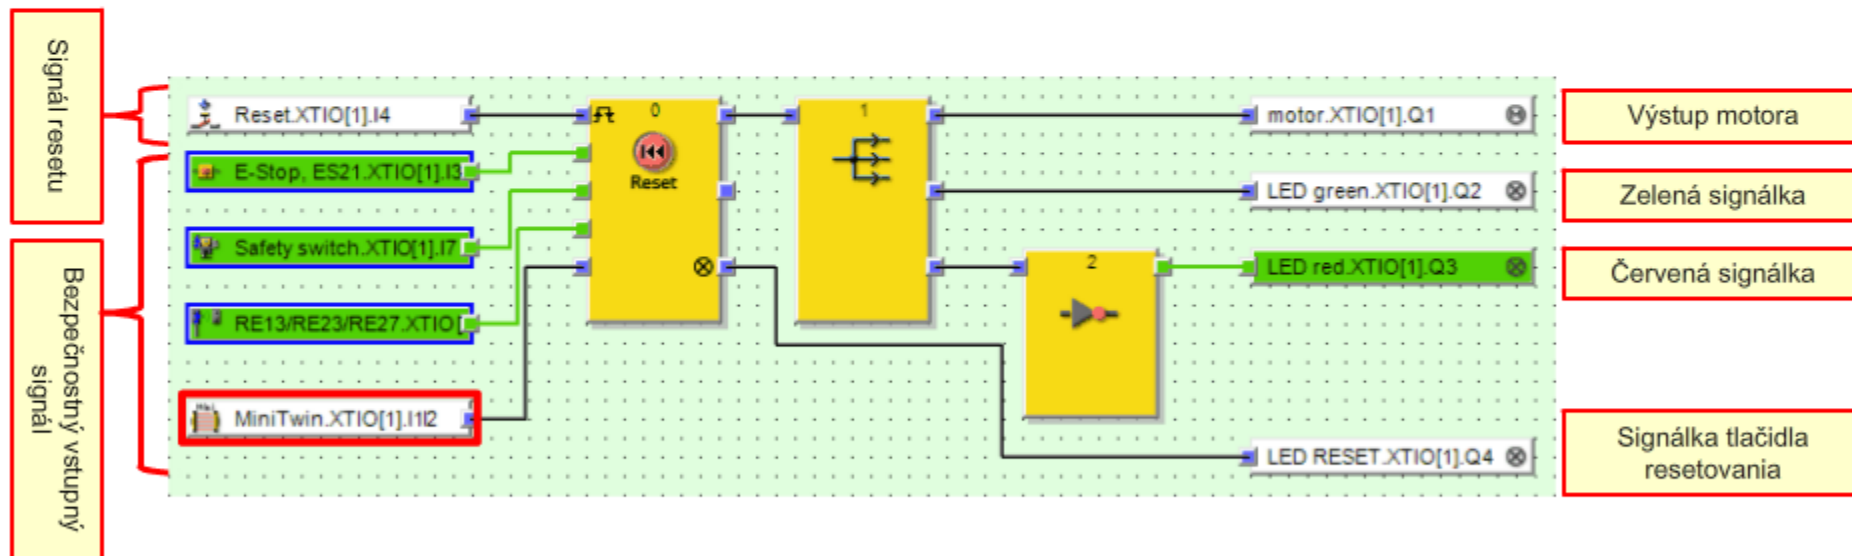 Signál resetu
Bezpečnostný vstupný
signál
Reset.XTIO[1].I4
E-Stop, ES21.XTIO[1].I3
Safety switch.XTIO[1].I7
RE13/RE23/RE27.XTIO[
MiniTwin.XTIO[1].I1I2
0
Reset
1
2
motor.XTIO[1].Q1
LED green.XTIO[1].Q2
LED red.XTIO[1].Q3
LED RESET.XTIO[1].Q4
Výstup motora
Zelená signálka
Červená signálka
Signálka tlačidla
resetovania